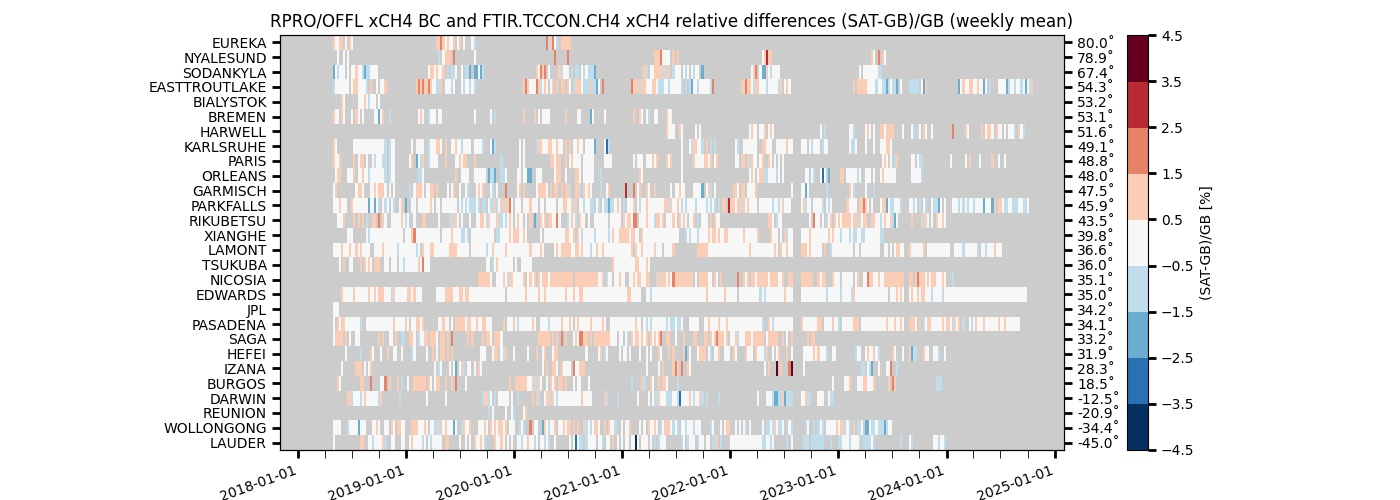 RPRO/OFFL xCH4 BC and FTIR.TCCON.CH4 xCH4 relative differences (SAT-GB)/GB (weekly mean)
EUREKA 80.0°
NYALESUND 78.9°
SODANKYLA 67.4°
EASTTROUTLAKE 54.3°
BIALYSTOK 53.2°
BREMEN 53.1°
HARWELL 51.6°
KARLSRUHE 49.1°
PARIS 48.8°
ORLEANS 48.0°
GARMISCH 47.5°
PARKFALLS 45.9°
RIKUBETSU 43.5°
XIANGHE 39.8°
LAMONT 36.6°
TSUKUBA 36.0°
NICOSIA 35.1°
EDWARDS 35.0°
JPL 34.2°
PASADENA 34.1°
SAGA 33.2°
HEFEI 31.9°
IZANA 28.3°
BURGOS 18.5°
DARWIN -12.5°
REUNION -20.9°
WOLLONGONG -34.4°
LAUDER -45.0°
2018-01-01 2019-01-01 2020-01-01 2021-01-01 2022-01-01 2023-01-01 2024-01-01 2025-01-01
4.5
3.5
2.5
1.5
0.5
−0.5
−1.5
−2.5
−3.5
−4.5
(SAT-GB)/GB [%]